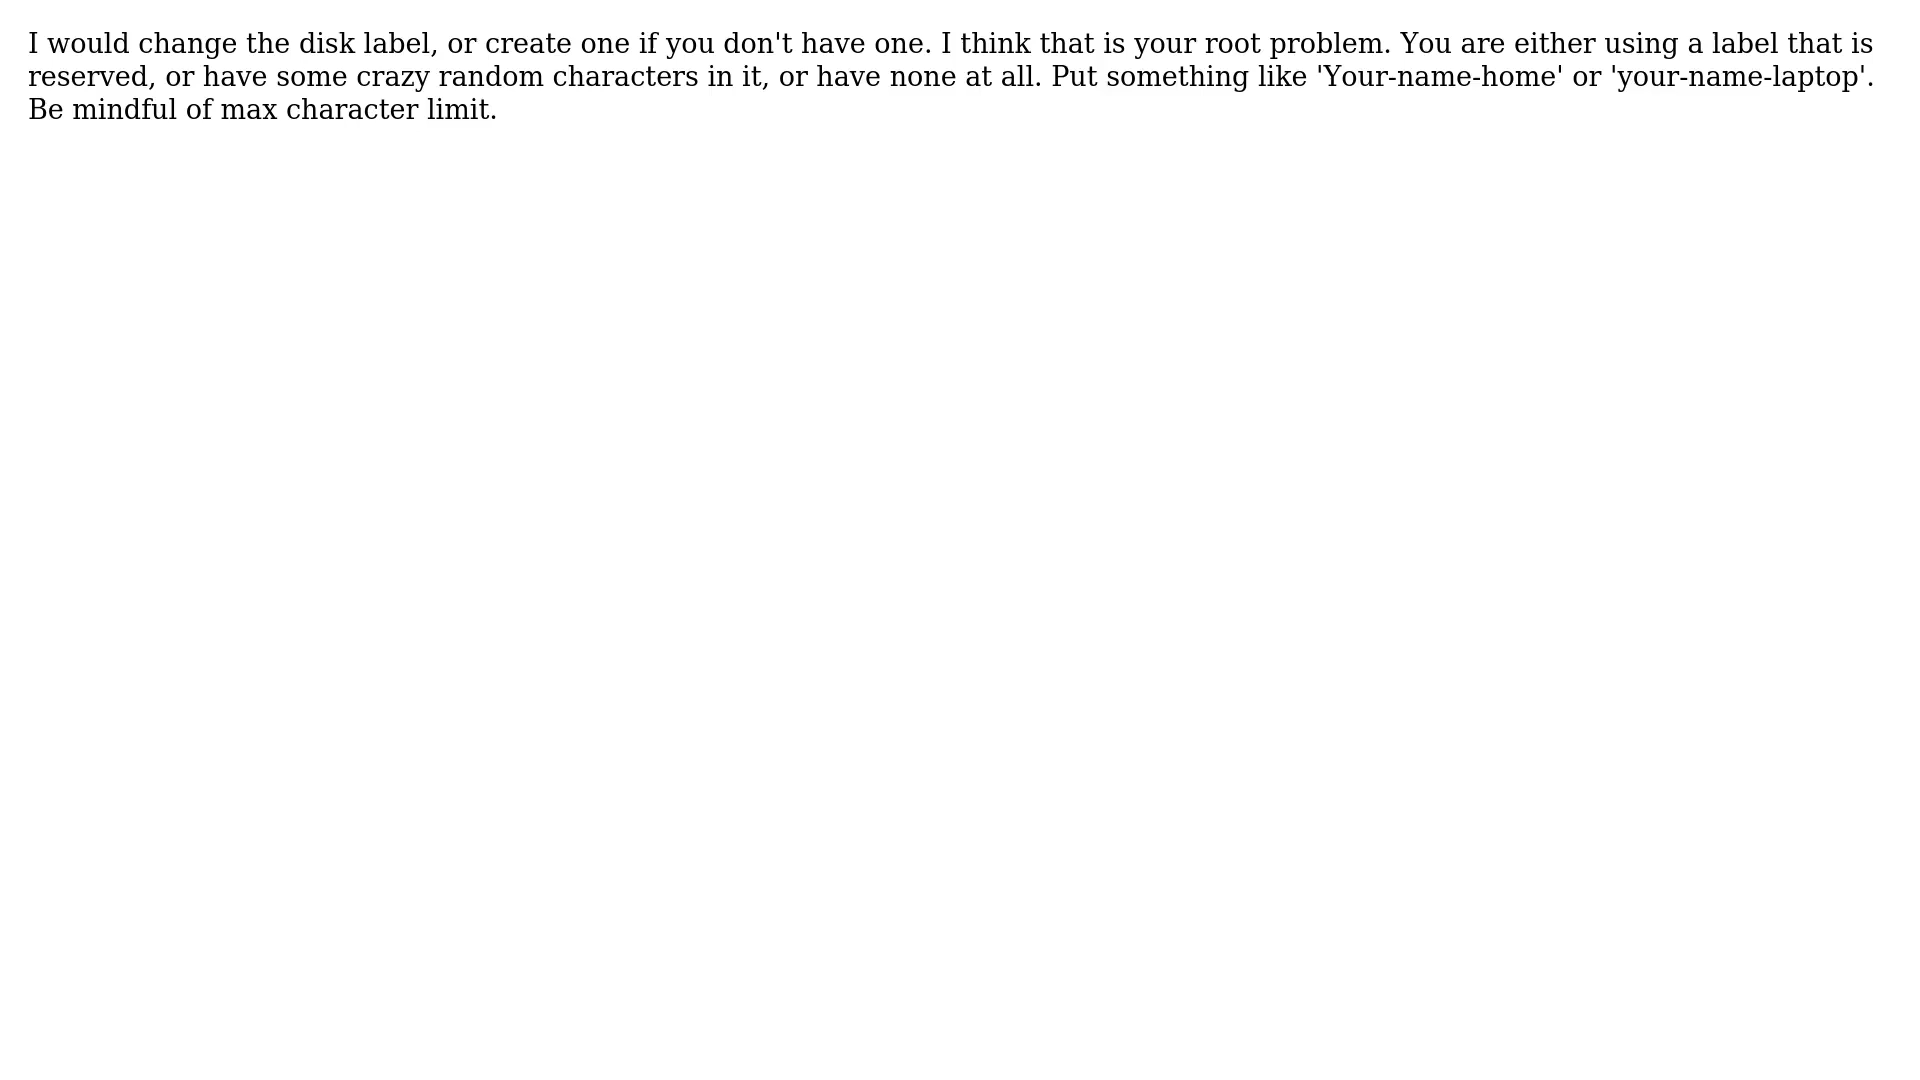 I would change the disk label, or create one if you don't have one. I think that is your root problem. You are either using a label that is
reserved, or have some crazy random characters in it, or have none at all. Put something like 'Your-name-home' or 'your-name-laptop'.
Be mindful of max character limit.